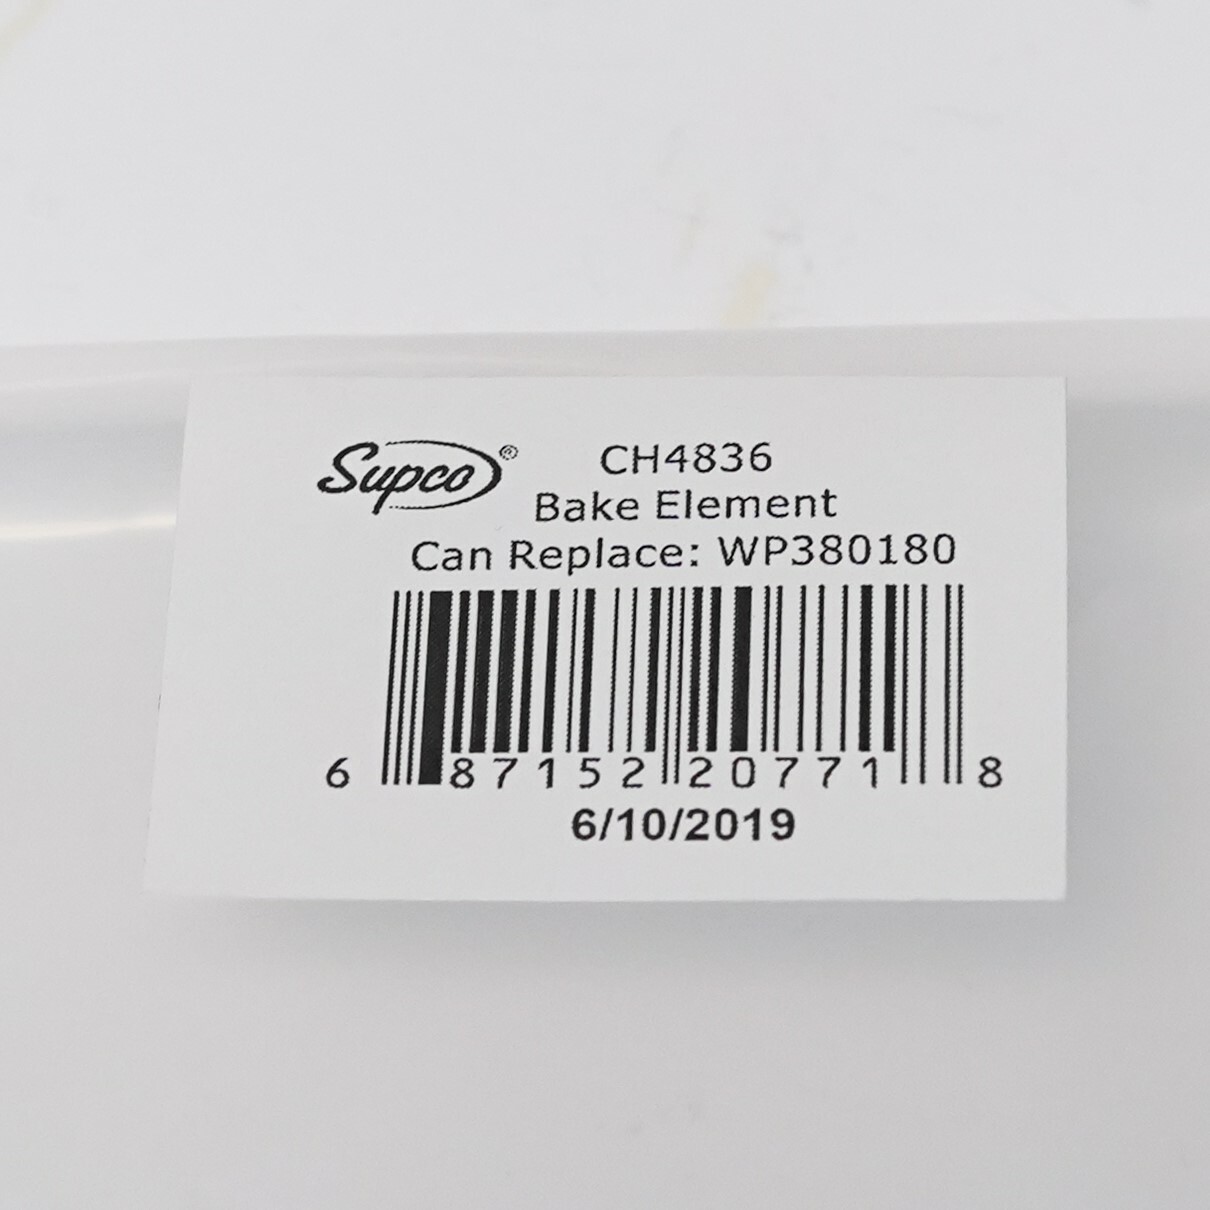 Supco® CH4836
Bake Element
Can Replace: WP380180
6 87152 20771 8
6/10/2019